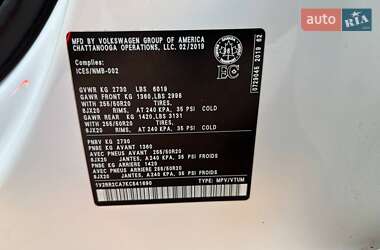 auto RIA.com
MFD BY VOLKSWAGEN GROUP OF AMERICA
CHATTANOOGA OPERATIONS, LLC. 02/2019
Complies:
ICES/NMB-002
EC
0729045 2019 62
GVWR KG 2730 LBS 6019
GAWR FRONT KG 1360, LBS 2998
WITH 255/50R20 TIRES,
8JX20 RIMS, AT 240 KPA, 35 PSI COLD
GAWR REAR KG 1420, LBS 3131
WITH 255/50R20 TIRES,
8JX20 RIMS, AT 240 KPA, 35 PSI COLD
PNBV KG 2730
PNBE KG AVANT 1360
AVEC PNEUS AVANT 255/50R20
8JX20 JANTES, A 240 KPA, 35 PSI FROIDS
PNBE KG ARRIERE 1420
AVEC PNEUS ARRIERE 255/50R20
8JX20 JANTES, A 240 KPA, 35 PSI FROIDS
TYPE: MPV/VTUM